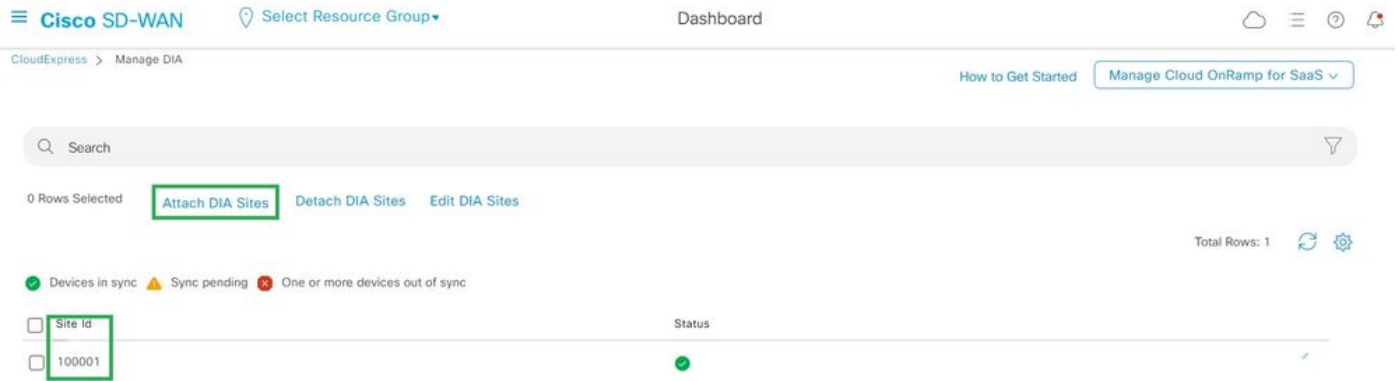 Cisco SD-WAN Select Resource Group▾ Dashboard
CloudExpress > Manage DIA
How to Get Started Manage Cloud OnRamp for SaaS
Search
0 Rows Selected Attach DIA Sites Detach DIA Sites Edit DIA Sites
Total Rows: 1
Devices in sync Sync pending One or more devices out of sync
Site Id Status
100001